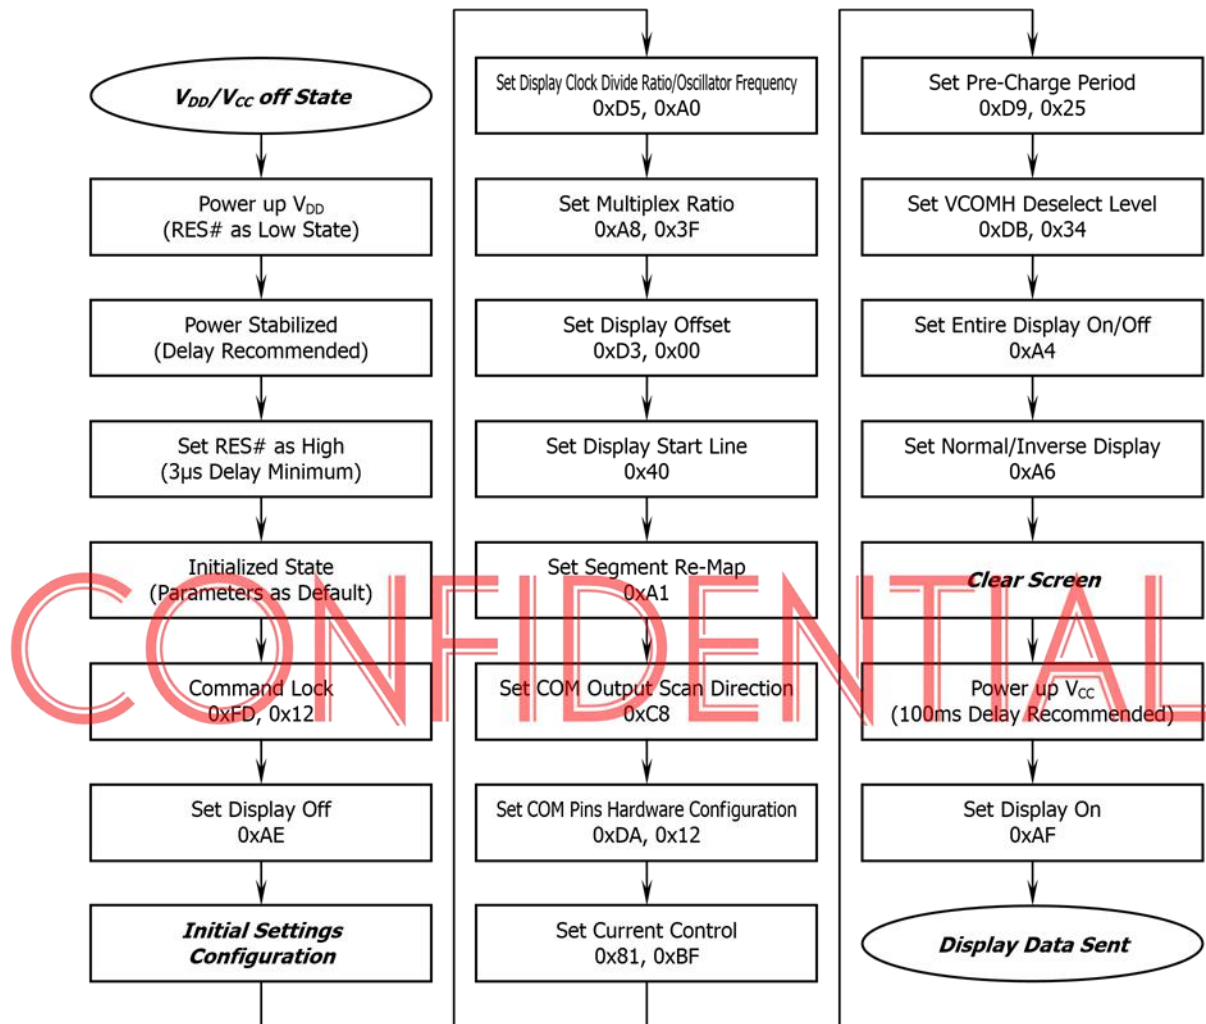 V_DD/V_CC off State
Power up V_DD
(RES# as Low State)
Power Stabilized
(Delay Recommended)
Set RES# as High
(3μs Delay Minimum)
Initialized State
(Parameters as Default)
Command Lock
0xFD, 0x12
Set Display Off
0xAE
Initial Settings
Configuration
Set Display Clock Divide Ratio/Oscillator Frequency
0xD5, 0xA0
Set Multiplex Ratio
0xA8, 0x3F
Set Display Offset
0xD3, 0x00
Set Display Start Line
0x40
Set Segment Re-Map
0xA1
Set COM Output Scan Direction
0xC8
Set COM Pins Hardware Configuration
0xDA, 0x12
Set Current Control
0x81, 0xBF
Set Pre-Charge Period
0xD9, 0x25
Set VCOMH Deselect Level
0xDB, 0x34
Set Entire Display On/Off
0xA4
Set Normal/Inverse Display
0xA6
Clear Screen
Power up V_CC
(100ms Delay Recommended)
Set Display On
0xAF
Display Data Sent
CONFIDENTIAL